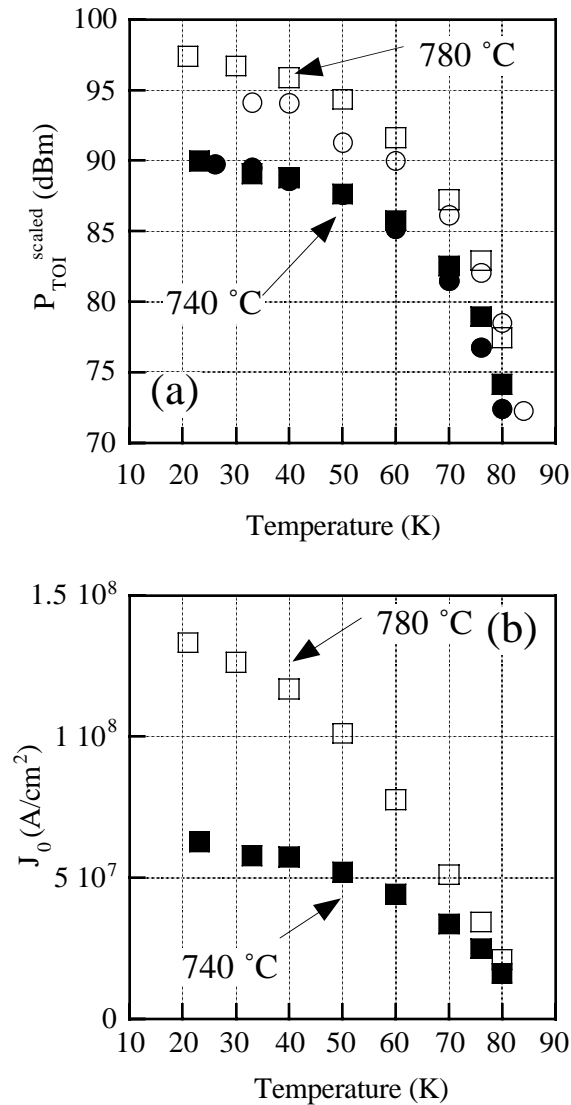 100
95
90
85
80
75
70
P_TOI^scaled (dBm)
780 ˚C
740 ˚C
(a)
10 20 30 40 50 60 70 80 90
Temperature (K)
1.5 10^8
1 10^8
5 10^7
0
J_0 (A/cm^2)
780 ˚C
(b)
740 ˚C
10 20 30 40 50 60 70 80 90
Temperature (K)